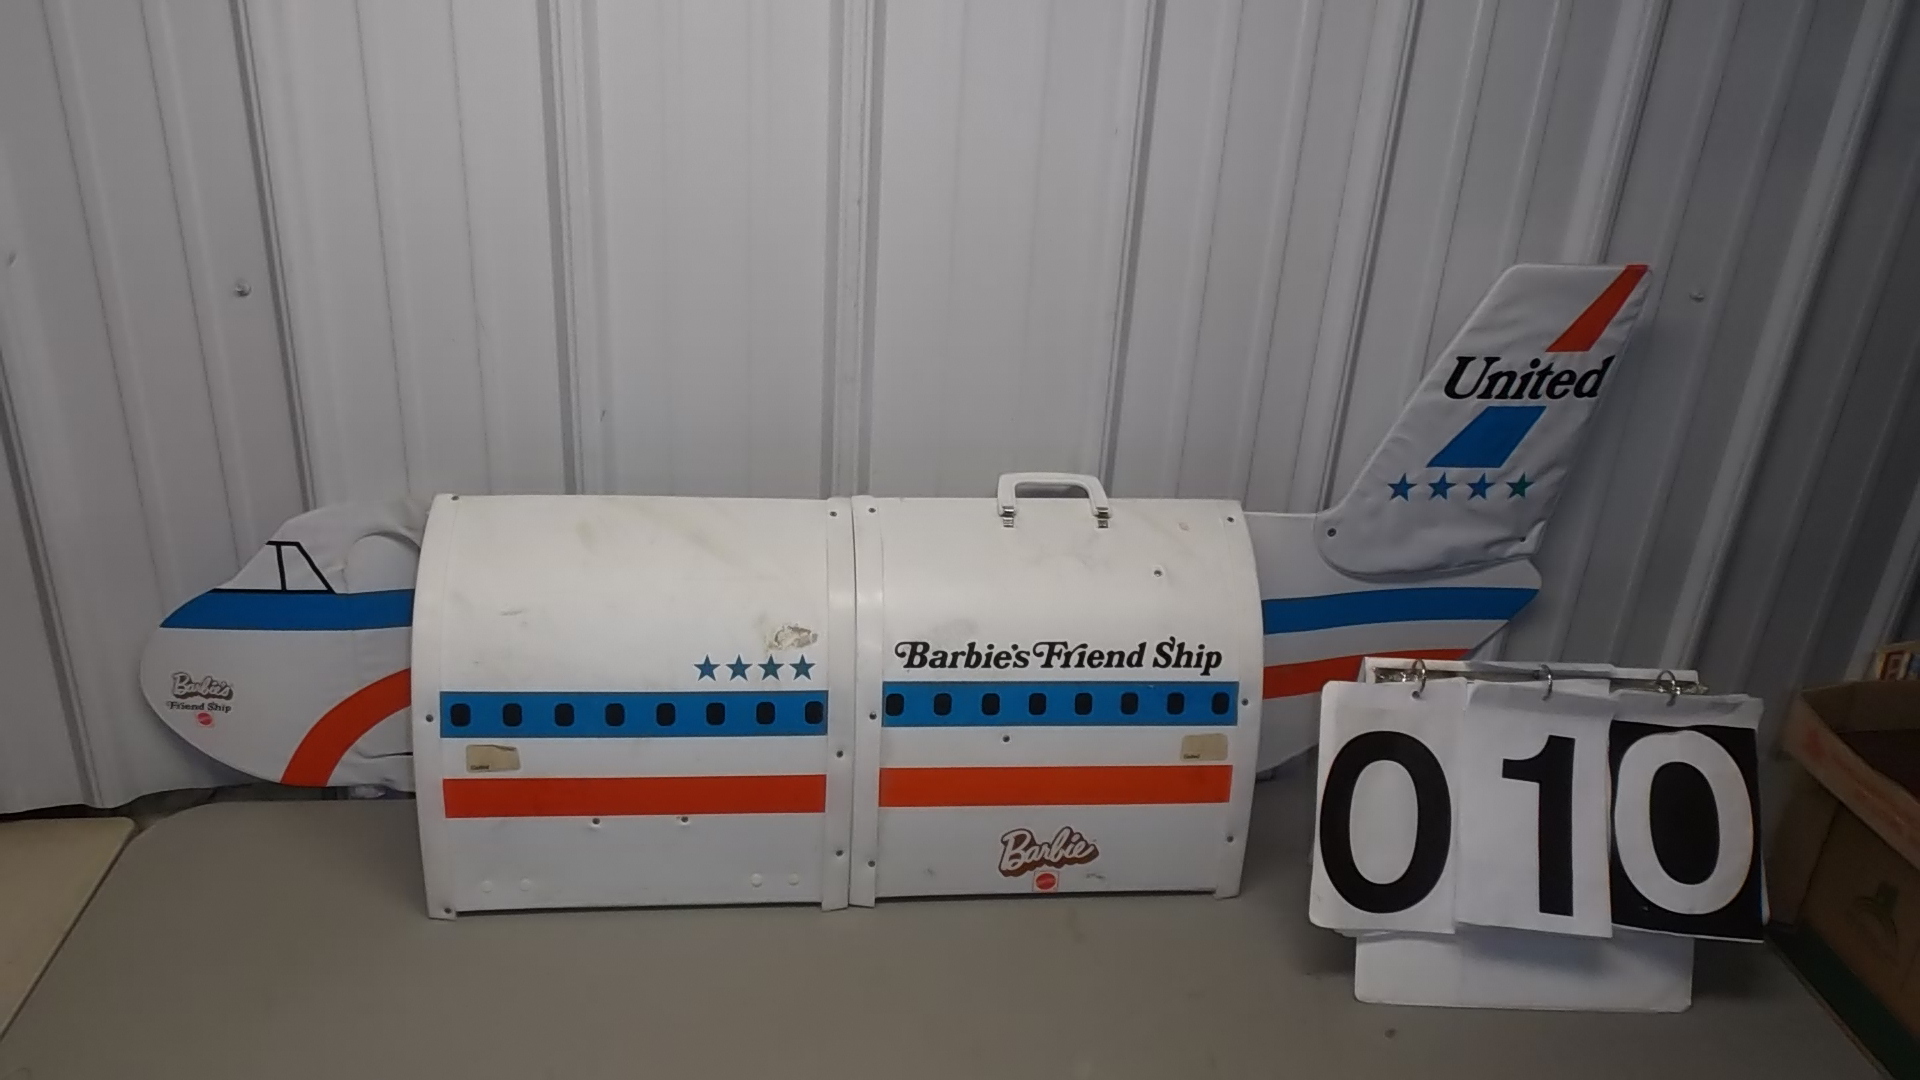 United
Barbie's Friend Ship
Barbie's
Friend Ship
Barbie
010